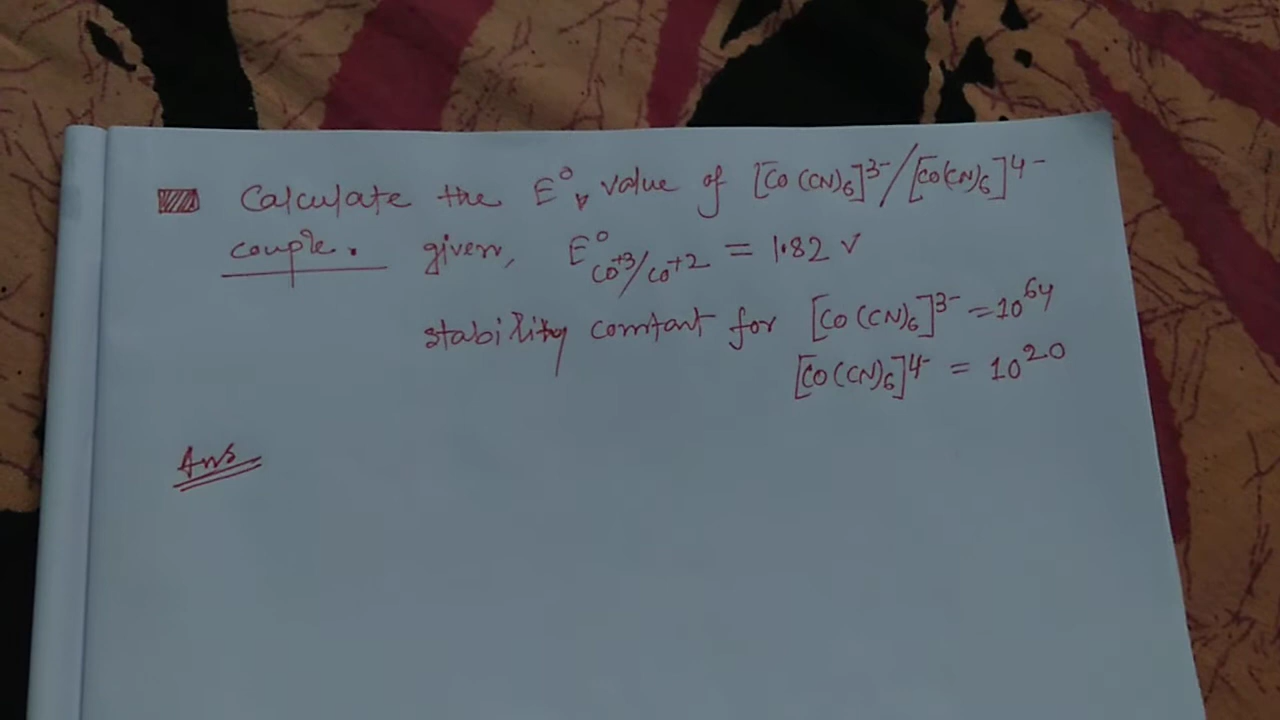 Calculate the E°, value of [Co(CN)6]3-/[Co(CN)6]4-
couple. given, E°Co+3/Co+2 = 1.82 V
stability constant for [Co(CN)6]3- = 10^64
[Co(CN)6]4- = 10^20
Ans